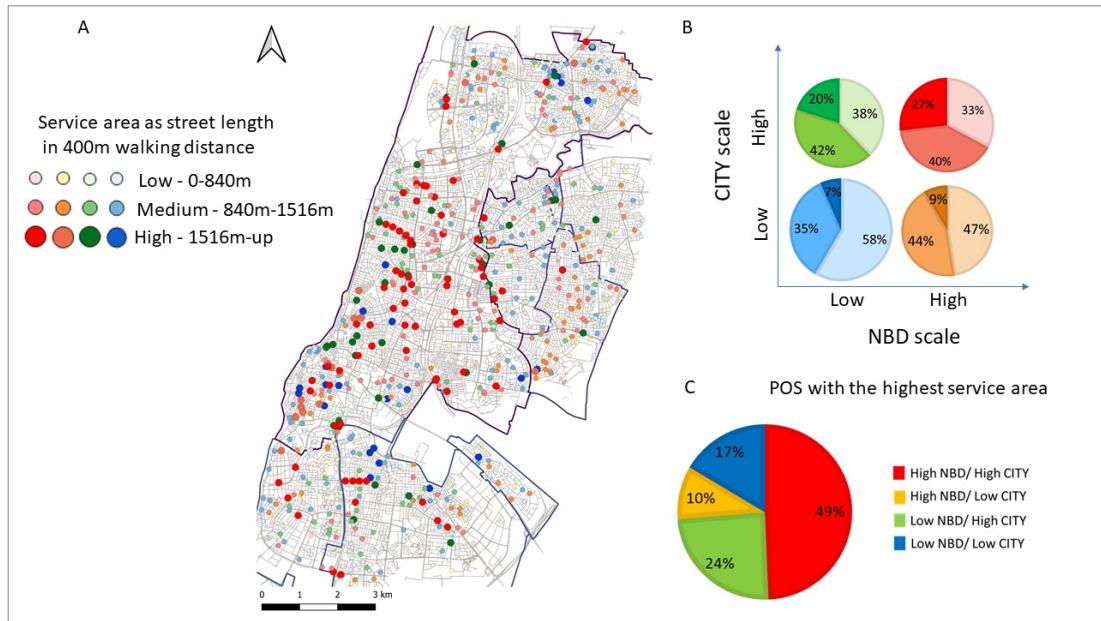 A
Service area as street length
in 400m walking distance
Low - 0-840m
Medium - 840m-1516m
High - 1516m-up
0 1 2 3 km
B
CITY scale
High
Low
20%
38%
42%
27%
33%
40%
7%
35%
58%
9%
44%
47%
Low High
NBD scale
C POS with the highest service area
17%
10%
49%
24%
High NBD/ High CITY
High NBD/ Low CITY
Low NBD/ High CITY
Low NBD/ Low CITY